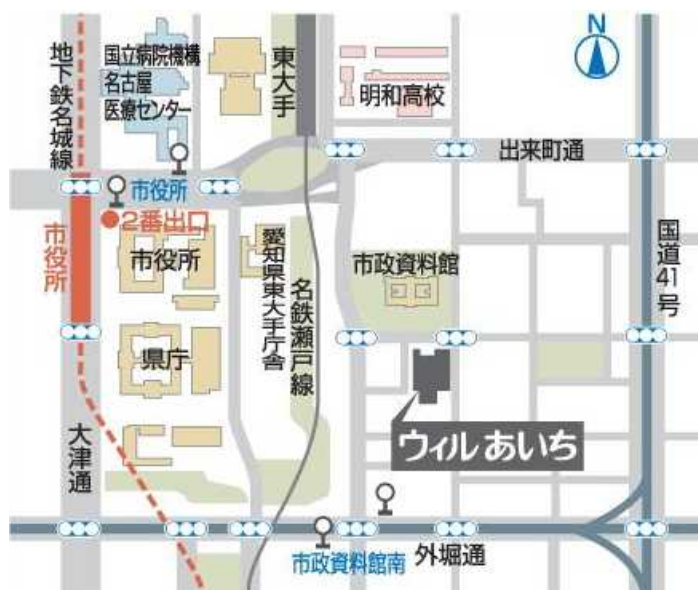 N
地下鉄名城線
国立病院機構
名古屋
医療センター
東大手
明和高校
出来町通
市役所
2番出口
市役所
市役所
愛知県東大手庁舎
名鉄瀬戸線
市政資料館
国道41号
県庁
大津通
ウィルあいち
市政資料館南
外堀通